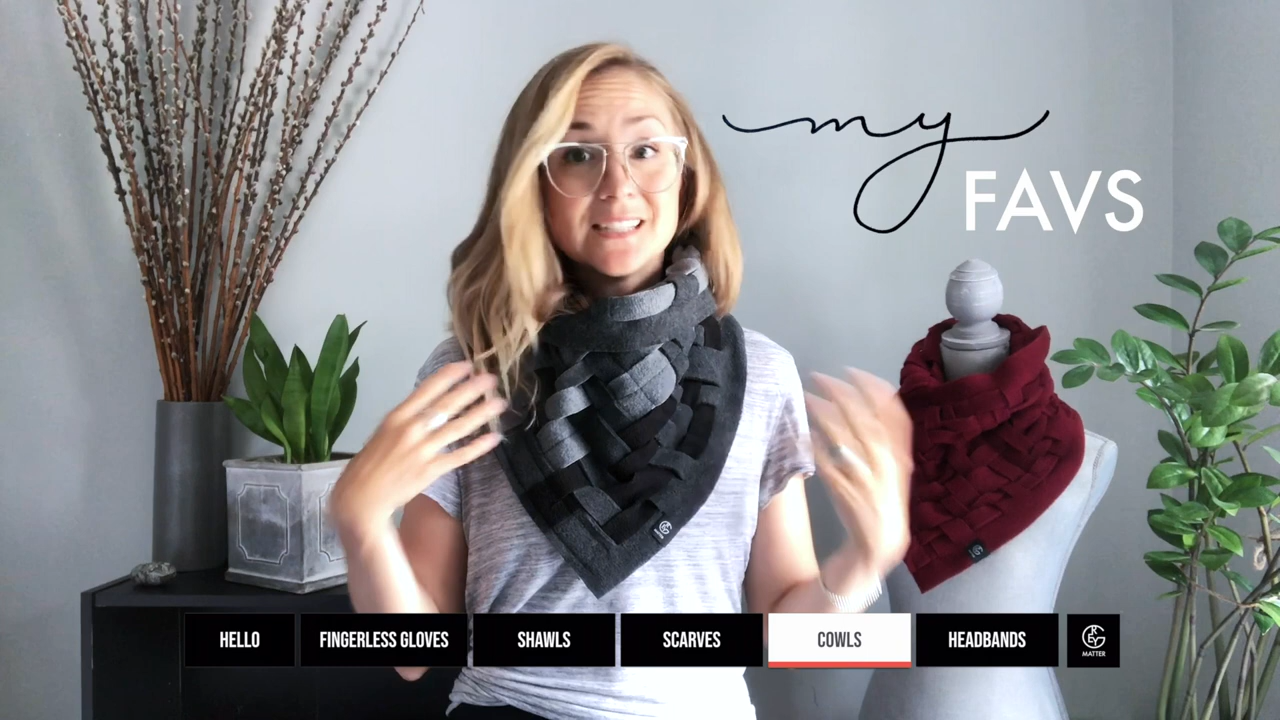 my
FAVS
HELLO
FINGERLESS GLOVES
SHAWLS
SCARVES
COWLS
HEADBANDS
MATTER